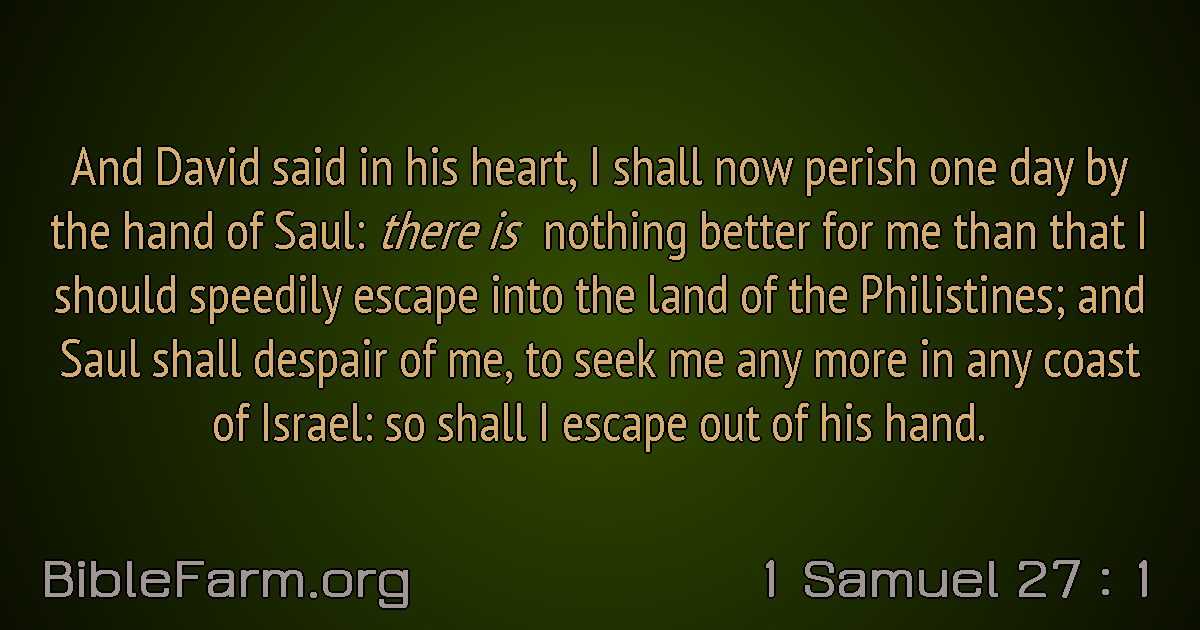 And David said in his heart, I shall now perish one day by
the hand of Saul: there is nothing better for me than that I
should speedily escape into the land of the Philistines; and
Saul shall despair of me, to seek me any more in any coast
of Israel: so shall I escape out of his hand.
BibleFarm.org
1 Samuel 27 : 1